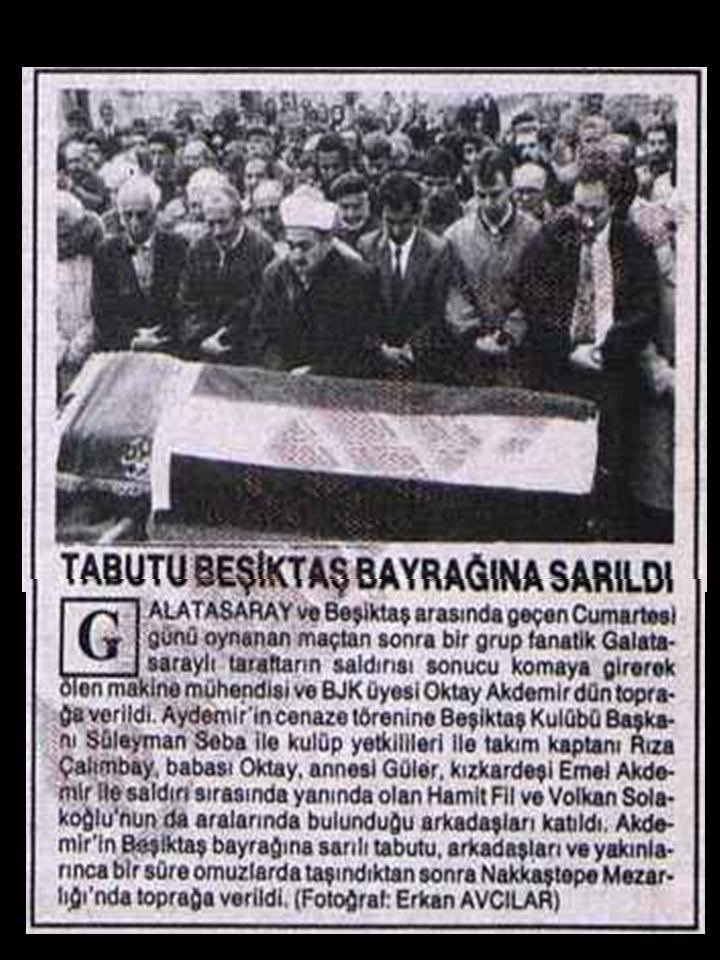 TABUTU BEŞİKTAŞ BAYRAĞINA SARILDI
GALATASARAY ve Beşiktaş arasında geçen Cumartesi
günü oynanan maçtan sonra bir grup fanatik Galata-
saraylı taraftarın saldırısı sonucu komaya girerek
ölen makine mühendisi ve BJK üyesi Oktay Akdemir dün topra-
ğa verildi. Aydemir'in cenaze törenine Beşiktaş Kulübü Başka-
nı Süleyman Seba ile kulüp yetkilileri ile takım kaptanı Rıza
Çalımbay, babası Oktay, annesi Güler, kızkardeşi Emel Akde-
mir ile saldırı sırasında yanında olan Hamit Fil ve Volkan Sola-
koğlu'nun da aralarında bulunduğu arkadaşları katıldı. Akde-
mir'in Beşiktaş bayrağına sarılı tabutu, arkadaşları ve yakınla-
rınca bir süre omuzlarda taşındıktan sonra Nakkaştepe Mezar-
lığı'nda toprağa verildi. (Fotoğraf: Erkan AVCILAR)